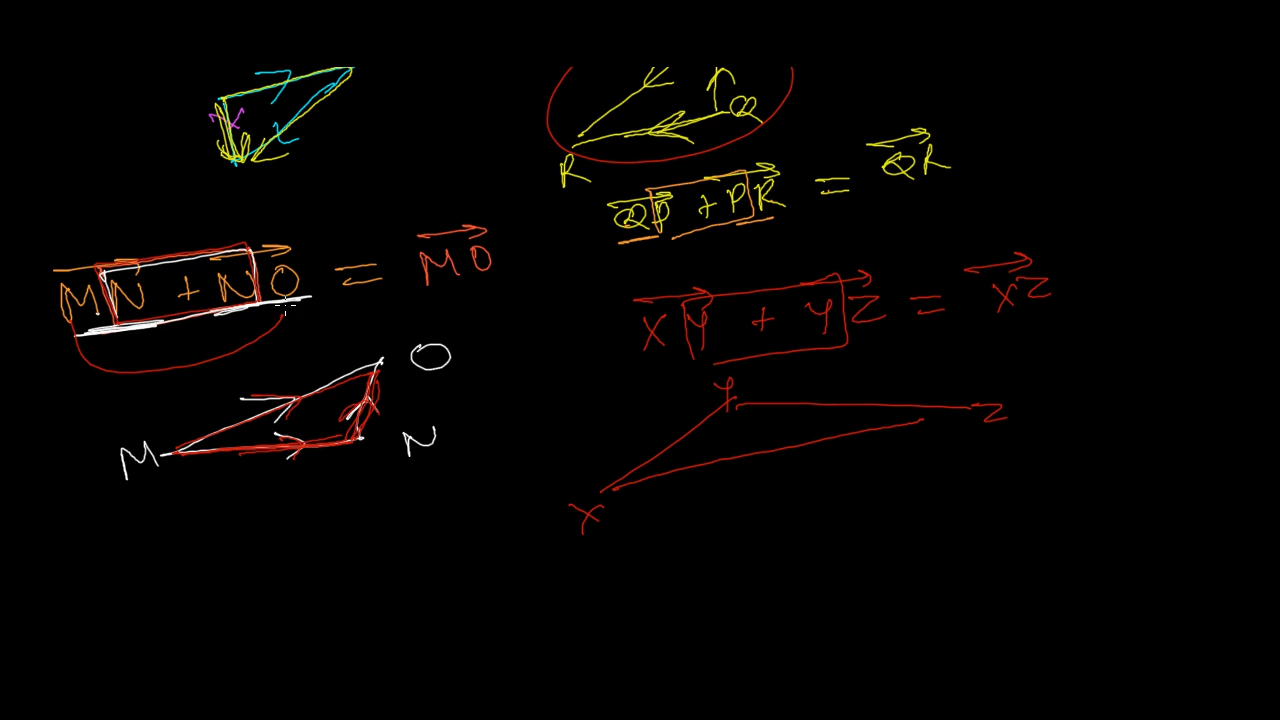 Q
R
QP + PR = QR
MN + NO = MO
XY + YZ = XZ
O
M
N
Y
Z
X